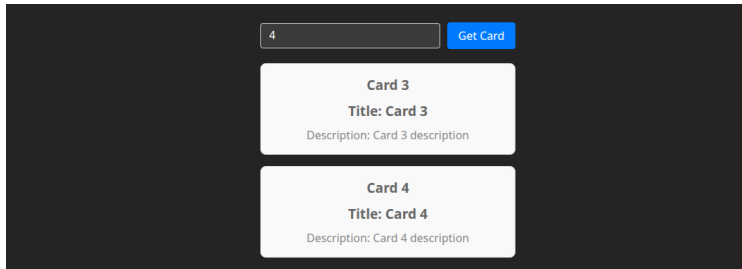 4
Get Card
Card 3
Title: Card 3
Description: Card 3 description
Card 4
Title: Card 4
Description: Card 4 description